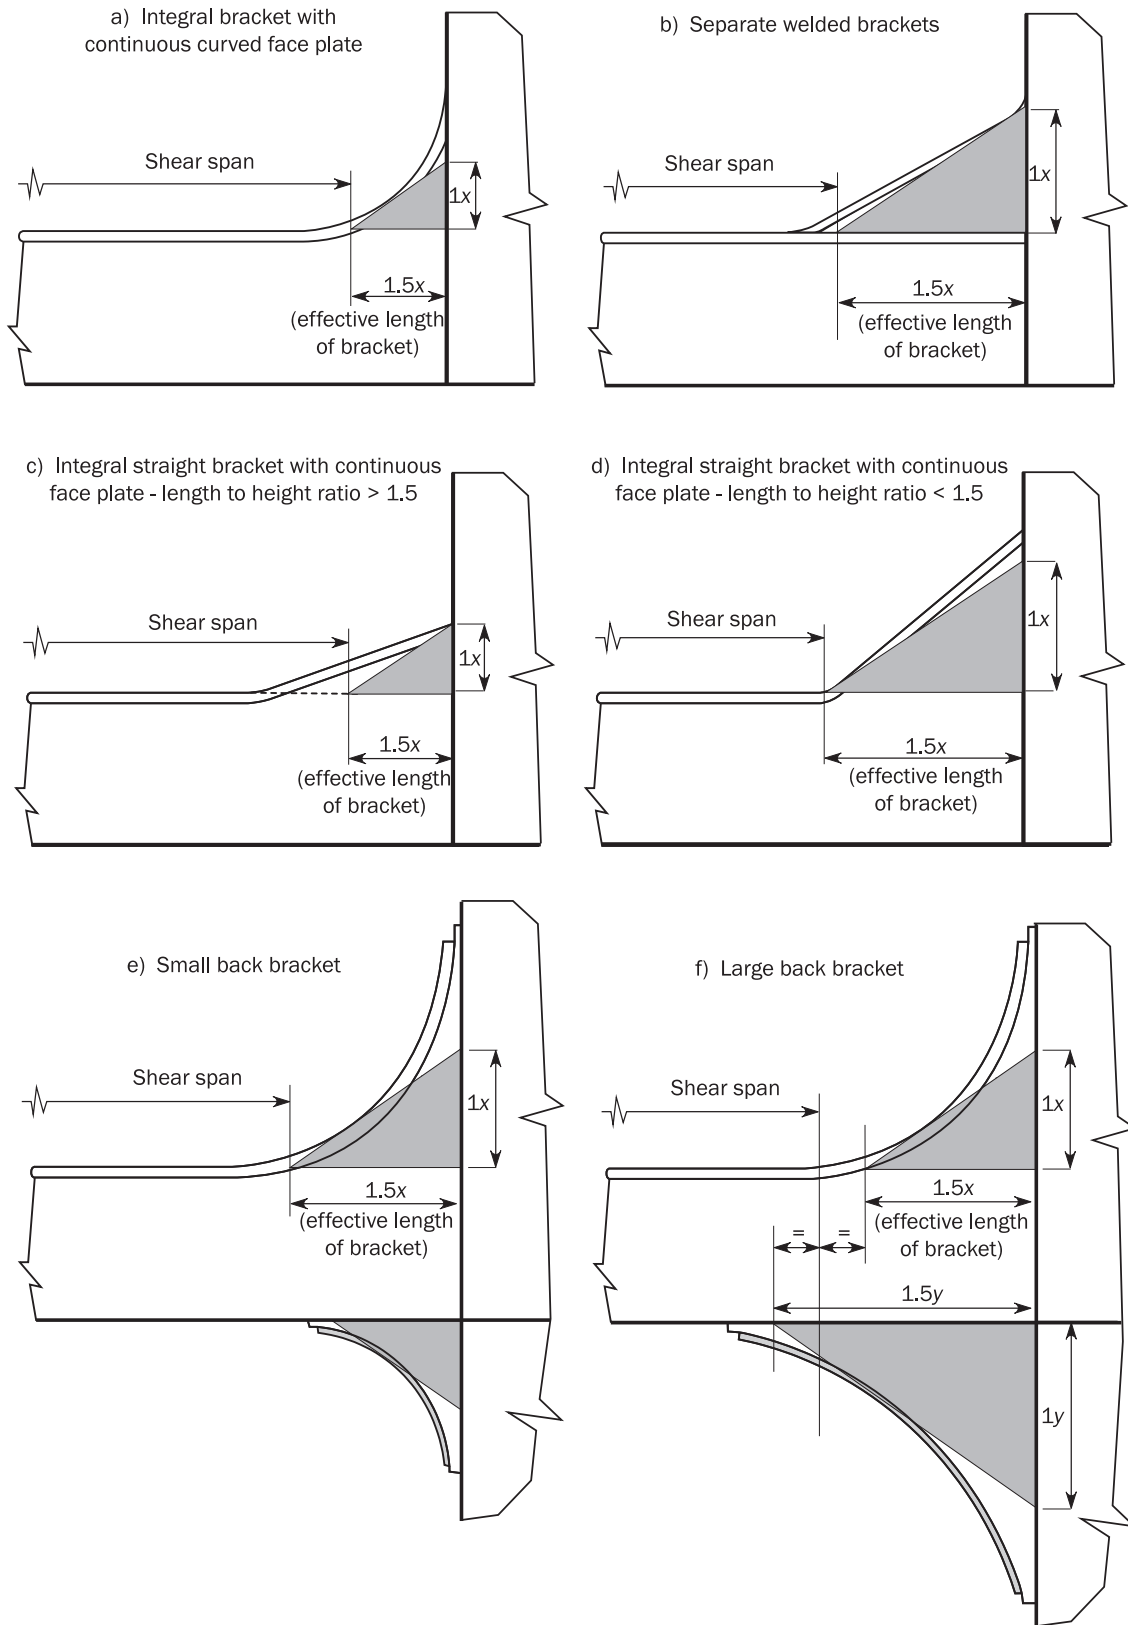 a) Integral bracket with
continuous curved face plate
Shear span
1x
1.5x
(effective length
of bracket)
b) Separate welded brackets
Shear span
1x
1.5x
(effective length
of bracket)
c) Integral straight bracket with continuous
face plate - length to height ratio > 1.5
Shear span
1x
1.5x
(effective length
of bracket)
d) Integral straight bracket with continuous
face plate - length to height ratio < 1.5
Shear span
1x
1.5x
(effective length
of bracket)
e) Small back bracket
Shear span
1x
1.5x
(effective length
of bracket)
f) Large back bracket
Shear span
1x
1.5x
(effective length
of bracket)
= =
1.5y
1y